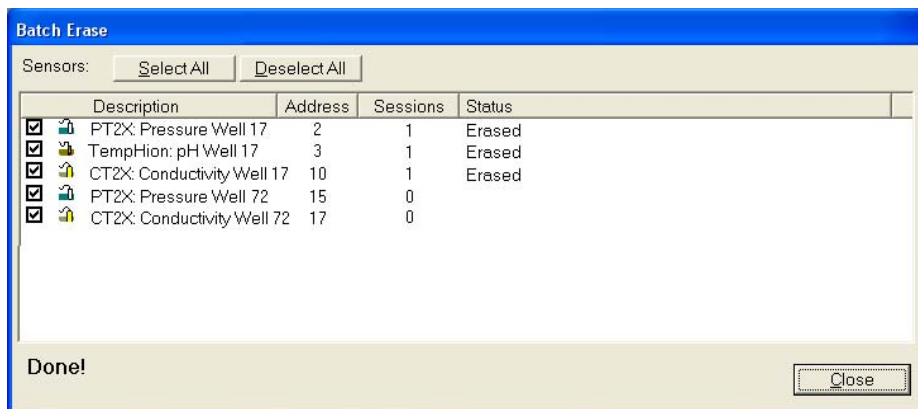 Batch Erase
Sensors: Select All Deselect All
Description Address Sessions Status
PT2X: Pressure Well 17 2 1 Erased
TempHion: pH Well 17 3 1 Erased
CT2X: Conductivity Well 17 10 1 Erased
PT2X: Pressure Well 72 15 0
CT2X: Conductivity Well 72 17 0
Done!
Close